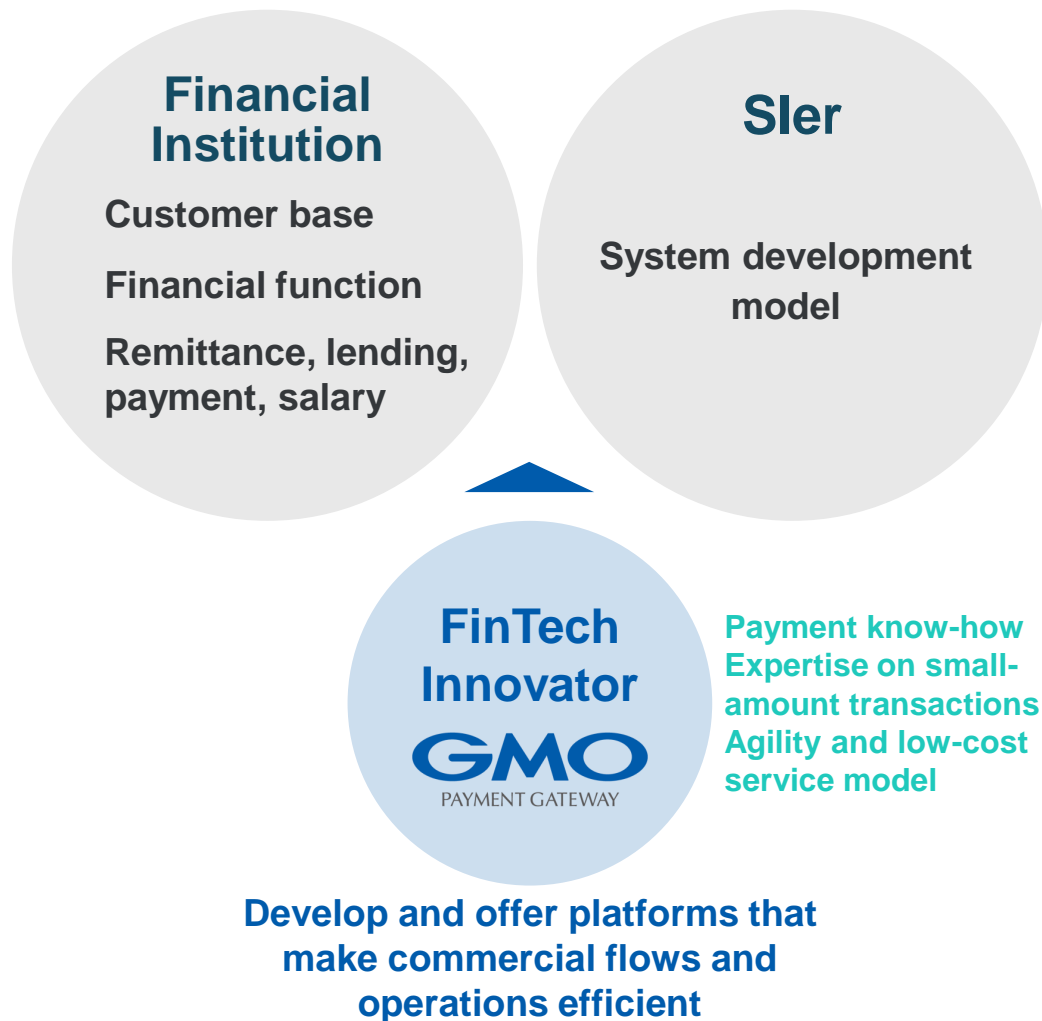 Financial
Institution
Customer base
Financial function
Remittance, lending,
payment, salary
SIer
System development
model
FinTech
Innovator
GMO
PAYMENT GATEWAY
Payment know-how
Expertise on small-
amount transactions
Agility and low-cost
service model
Develop and offer platforms that
make commercial flows and
operations efficient